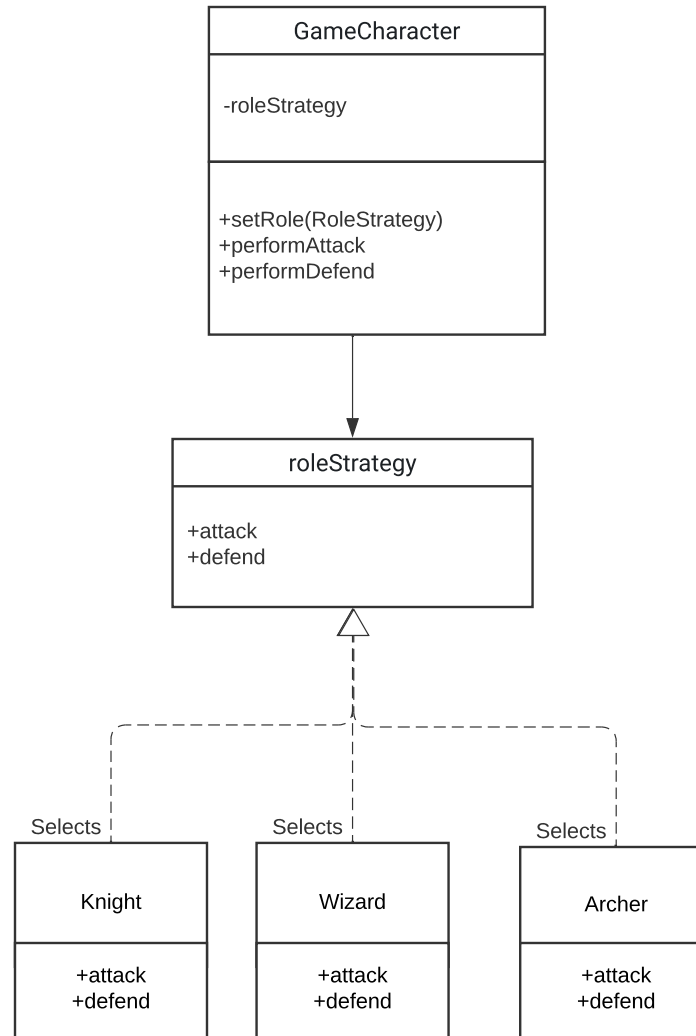 GameCharacter
-roleStrategy
+setRole(RoleStrategy)
+performAttack
+performDefend
roleStrategy
+attack
+defend
Selects
Selects
Selects
Knight
Wizard
Archer
+attack
+defend
+attack
+defend
+attack
+defend